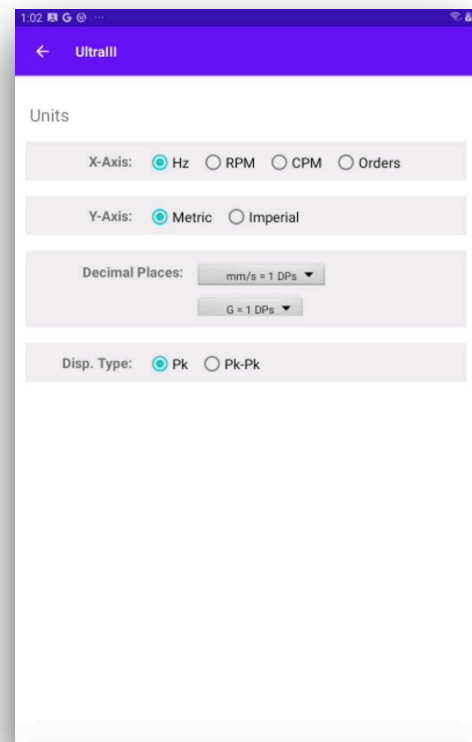 1:02 G ...
← UltraIII
Units
X-Axis: Hz RPM CPM Orders
Y-Axis: Metric Imperial
Decimal Places: mm/s = 1 DPs
G = 1 DPs
Disp. Type: Pk Pk-Pk